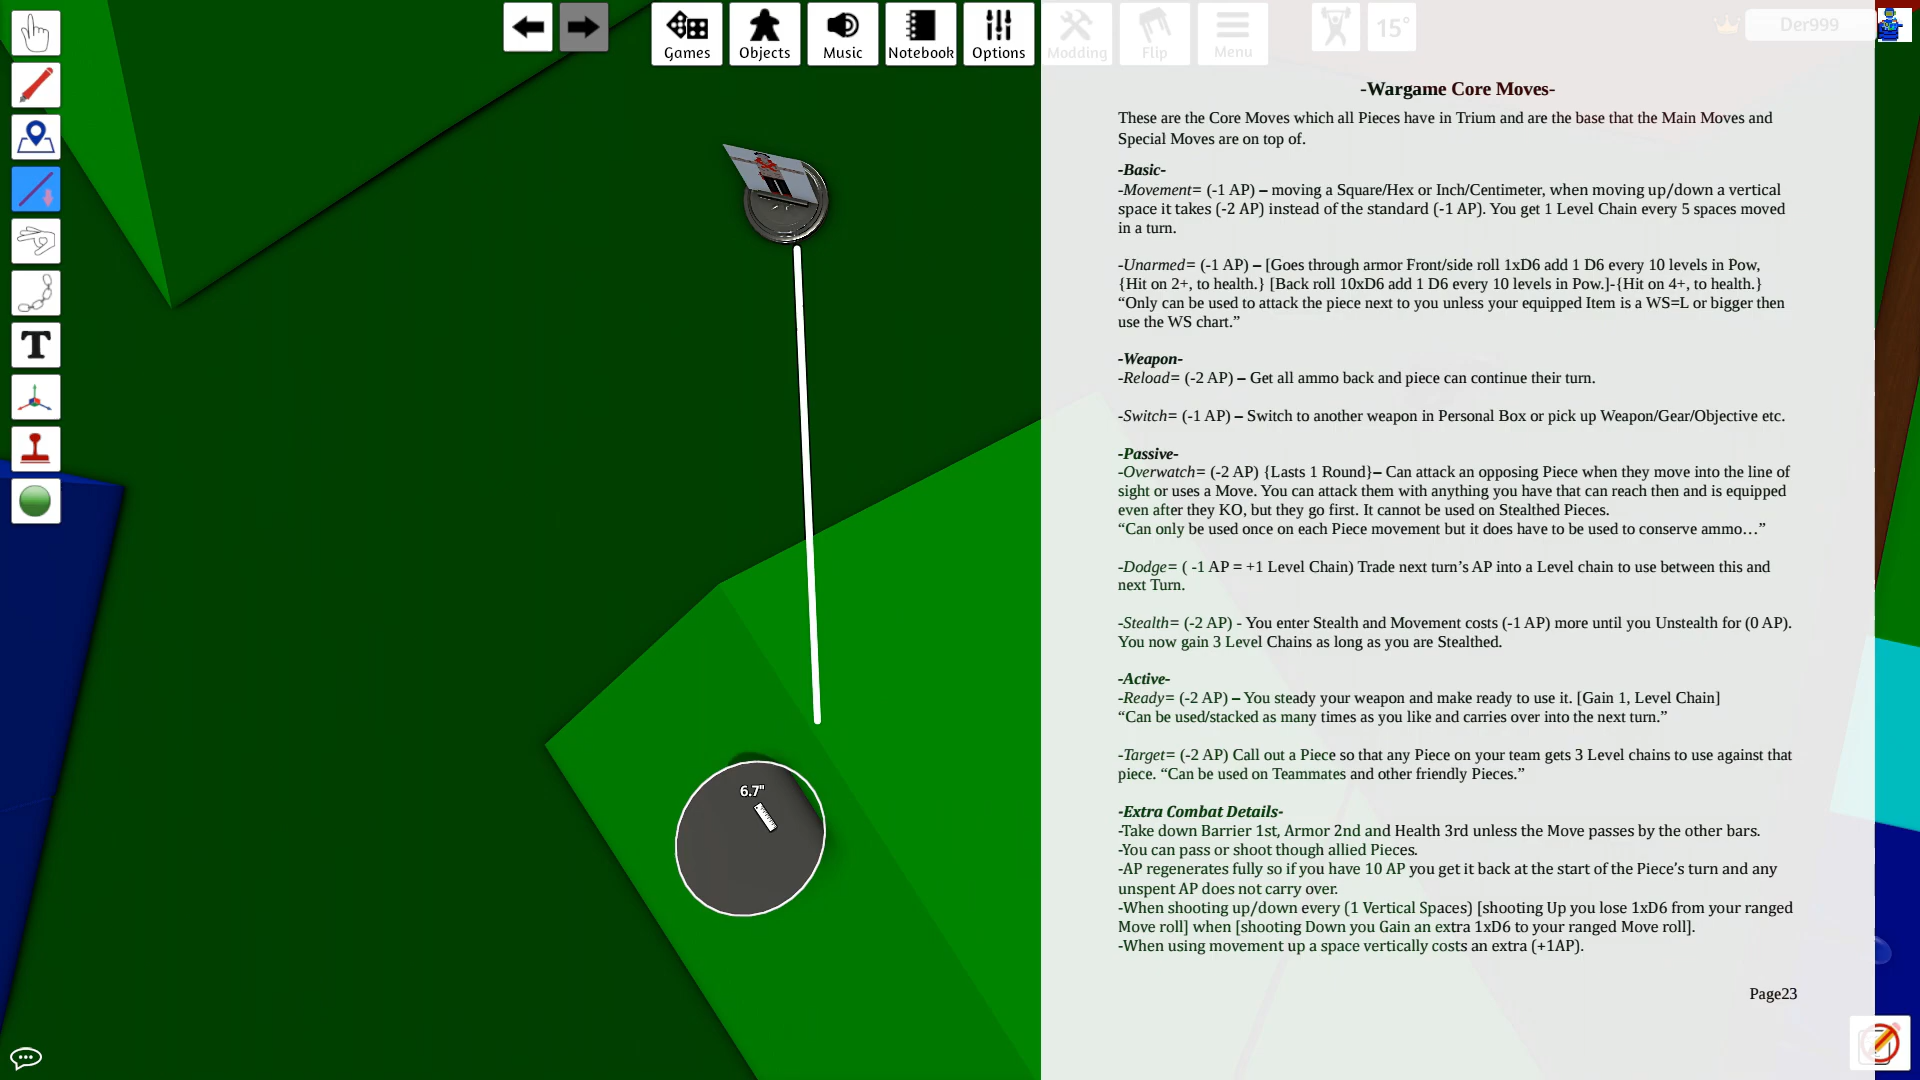 Games
Objects
Music
Notebook
Options
Modding
Flip
Menu
15°
Der999
T
6.7"
-Wargame Core Moves-
These are the Core Moves which all Pieces have in Trium and are the base that the Main Moves and
Special Moves are on top of.
-Basic-
-Movement= (-1 AP) – moving a Square/Hex or Inch/Centimeter, when moving up/down a vertical
space it takes (-2 AP) instead of the standard (-1 AP). You get 1 Level Chain every 5 spaces moved
in a turn.
-Unarmed= (-1 AP) – [Goes through armor Front/side roll 1xD6 add 1 D6 every 10 levels in Pow,
{Hit on 2+, to health.} [Back roll 10xD6 add 1 D6 every 10 levels in Pow.]-{Hit on 4+, to health.}
“Only can be used to attack the piece next to you unless your equipped Item is a WS=L or bigger then
use the WS chart.”
-Weapon-
-Reload= (-2 AP) – Get all ammo back and piece can continue their turn.
-Switch= (-1 AP) – Switch to another weapon in Personal Box or pick up Weapon/Gear/Objective etc.
-Passive-
-Overwatch= (-2 AP) {Lasts 1 Round}– Can attack an opposing Piece when they move into the line of
sight or uses a Move. You can attack them with anything you have that can reach then and is equipped
even after they KO, but they go first. It cannot be used on Stealthed Pieces.
“Can only be used once on each Piece movement but it does have to be used to conserve ammo…”
-Dodge= ( -1 AP = +1 Level Chain) Trade next turn’s AP into a Level chain to use between this and
next Turn.
-Stealth= (-2 AP) - You enter Stealth and Movement costs (-1 AP) more until you Unstealth for (0 AP).
You now gain 3 Level Chains as long as you are Stealthed.
-Active-
-Ready= (-2 AP) – You steady your weapon and make ready to use it. [Gain 1, Level Chain]
“Can be used/stacked as many times as you like and carries over into the next turn.”
-Target= (-2 AP) Call out a Piece so that any Piece on your team gets 3 Level chains to use against that
piece. “Can be used on Teammates and other friendly Pieces.”
-Extra Combat Details-
-Take down Barrier 1st, Armor 2nd and Health 3rd unless the Move passes by the other bars.
-You can pass or shoot though allied Pieces.
-AP regenerates fully so if you have 10 AP you get it back at the start of the Piece’s turn and any
unspent AP does not carry over.
-When shooting up/down every (1 Vertical Spaces) [shooting Up you lose 1xD6 from your ranged
Move roll] when [shooting Down you Gain an extra 1xD6 to your ranged Move roll].
-When using movement up a space vertically costs an extra (+1AP).
Page23